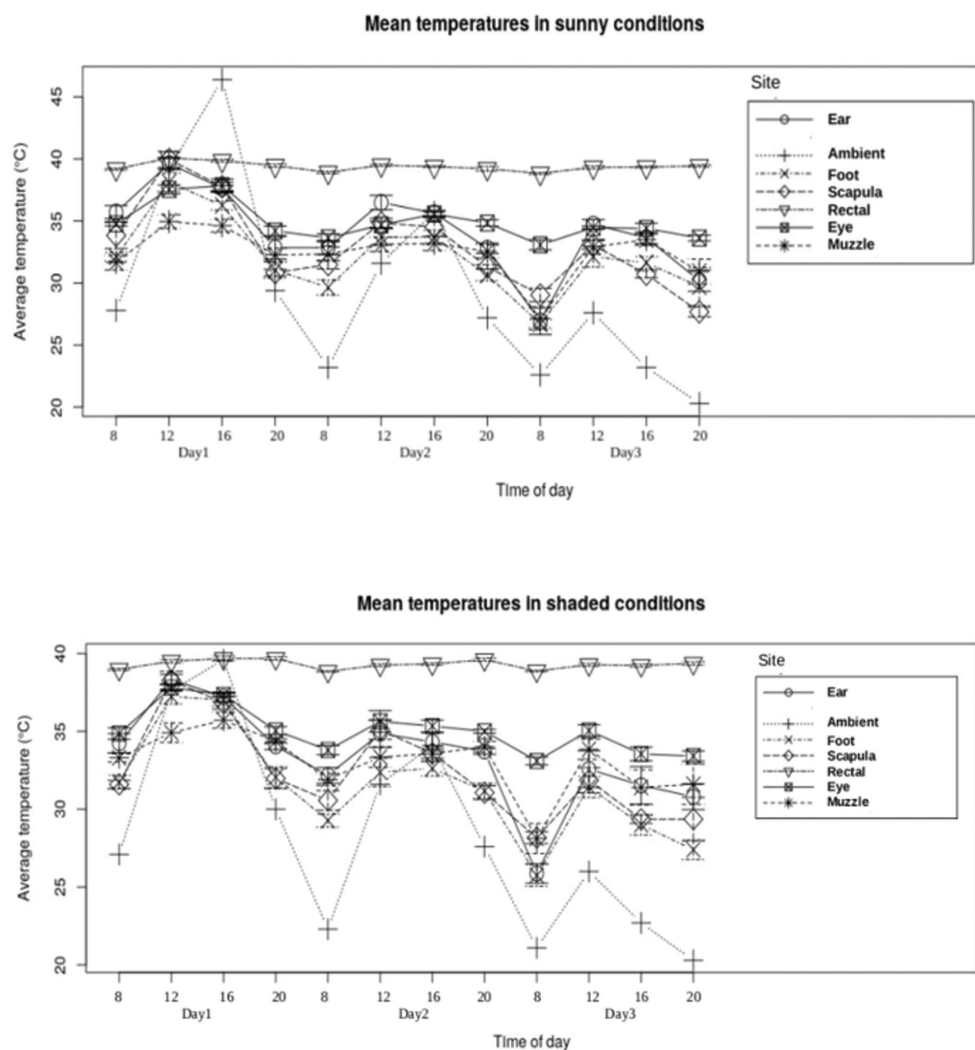 Mean temperatures in sunny conditions
Average temperature (°C)
45
40
35
30
25
20
8 12 16 20 8 12 16 20 8 12 16 20
Day1 Day2 Day3
TIme of day
Site
Ear
Ambient
Foot
Scapula
Rectal
Eye
Muzzle
Mean temperatures in shaded conditions
Average temperature (°C)
40
35
30
25
20
8 12 16 20 8 12 16 20 8 12 16 20
Day1 Day2 Day3
TIme of day
Site
Ear
Ambient
Foot
Scapula
Rectal
Eye
Muzzle